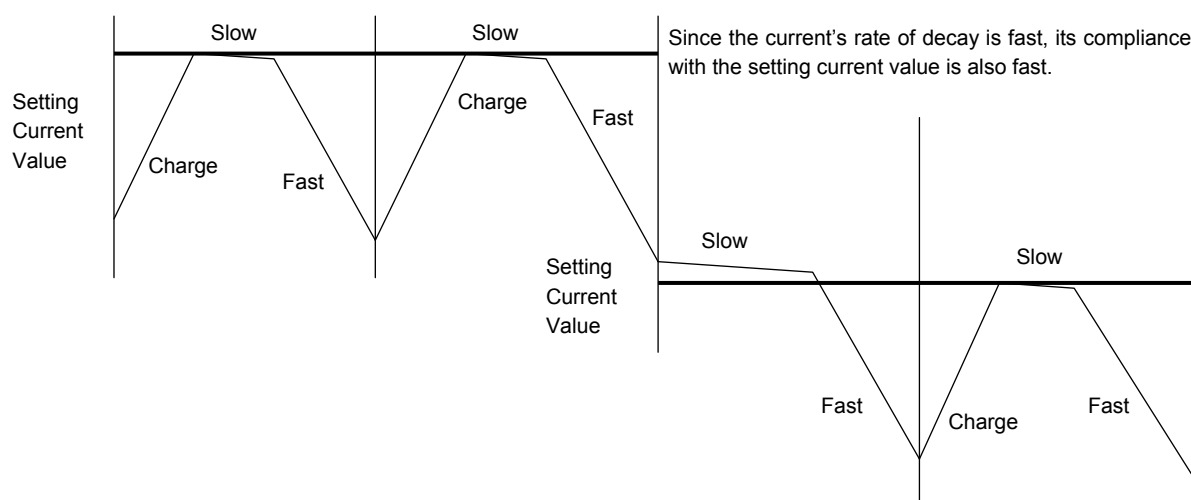 Slow
Slow
Since the current's rate of decay is fast, its compliance
with the setting current value is also fast.
Setting
Current
Value
Charge
Fast
Charge
Fast
Setting
Current
Value
Slow
Slow
Fast
Charge
Fast